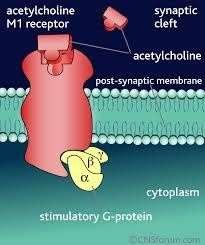 acetylcholine
M1 receptor
synaptic
cleft
acetylcholine
post-synaptic membrane
β
γ
α
cytoplasm
stimulatory G-protein
©CNSforum.com